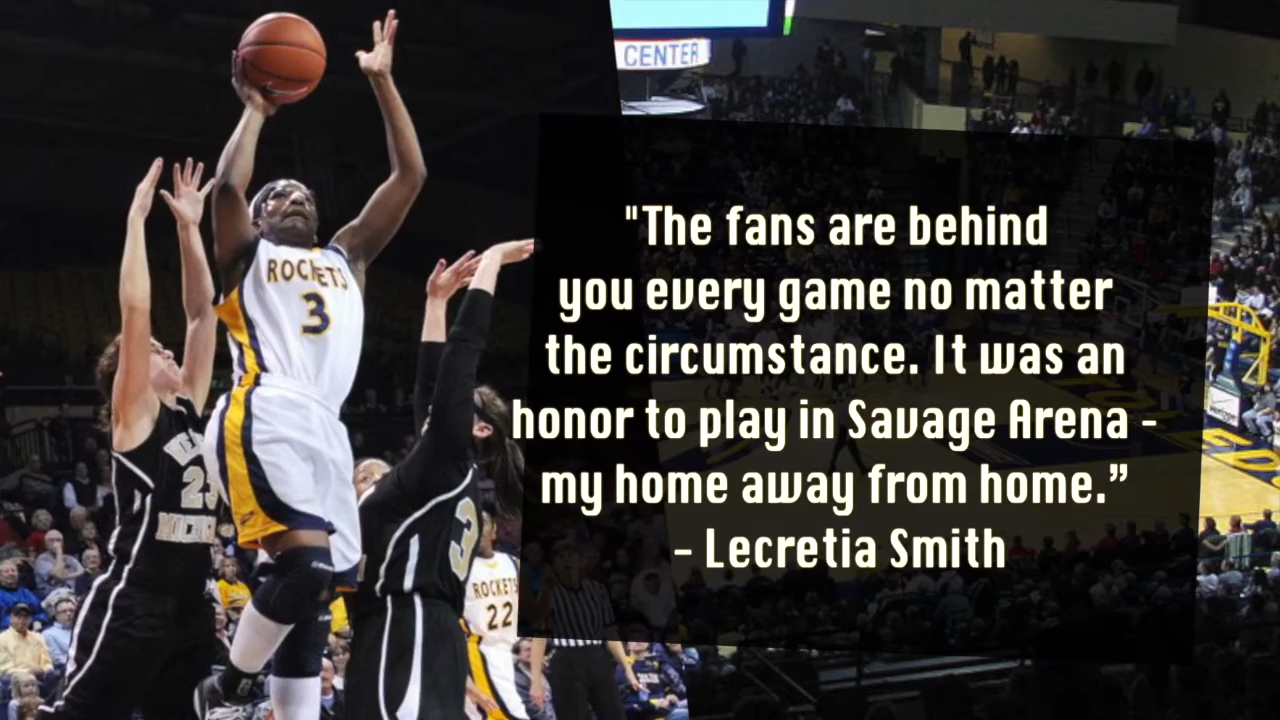 CENTER
ROCKETS
3
"The fans are behind
you every game no matter
the circumstance. It was an
honor to play in Savage Arena -
my home away from home.”
- Lecretia Smith
23
3
ROCKETS
22